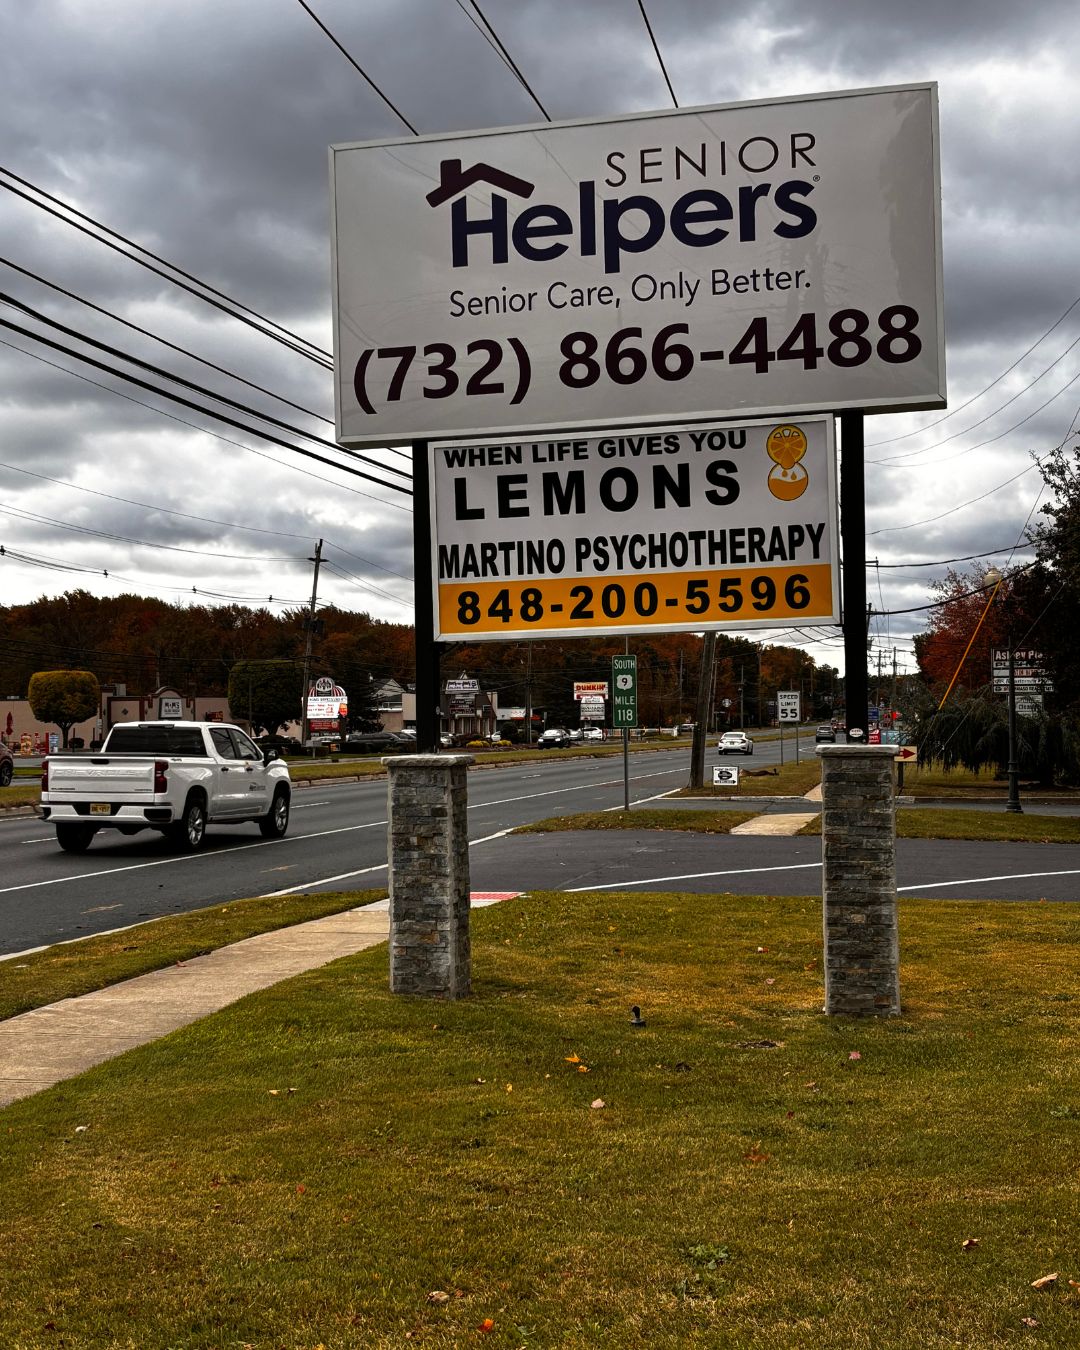 SENIOR
Helpers®
Senior Care, Only Better.
(732) 866-4488
WHEN LIFE GIVES YOU
LEMONS
MARTINO PSYCHOTHERAPY
848-200-5596
SOUTH
9
MILE
118
DUNKIN'
SPEED
LIMIT
55
CHEVROLET